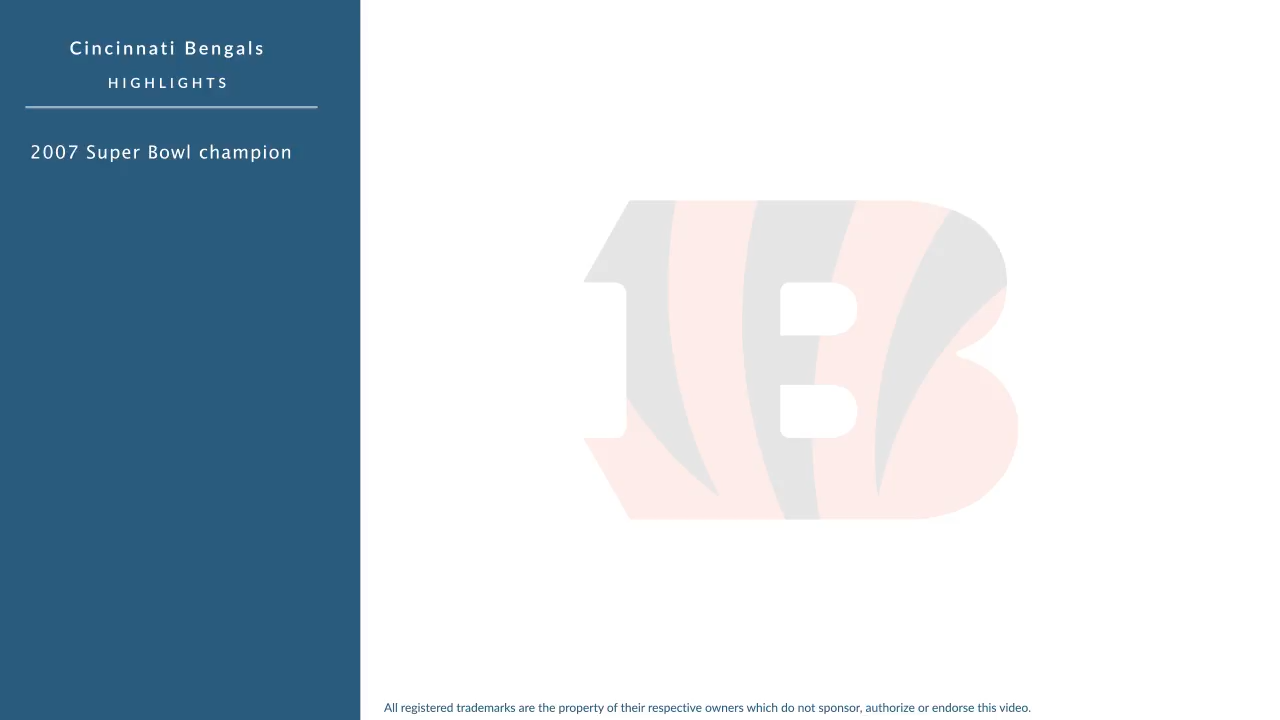 Cincinnati Bengals
HIGHLIGHTS
2007 Super Bowl champion
All registered trademarks are the property of their respective owners which do not sponsor, authorize or endorse this video.